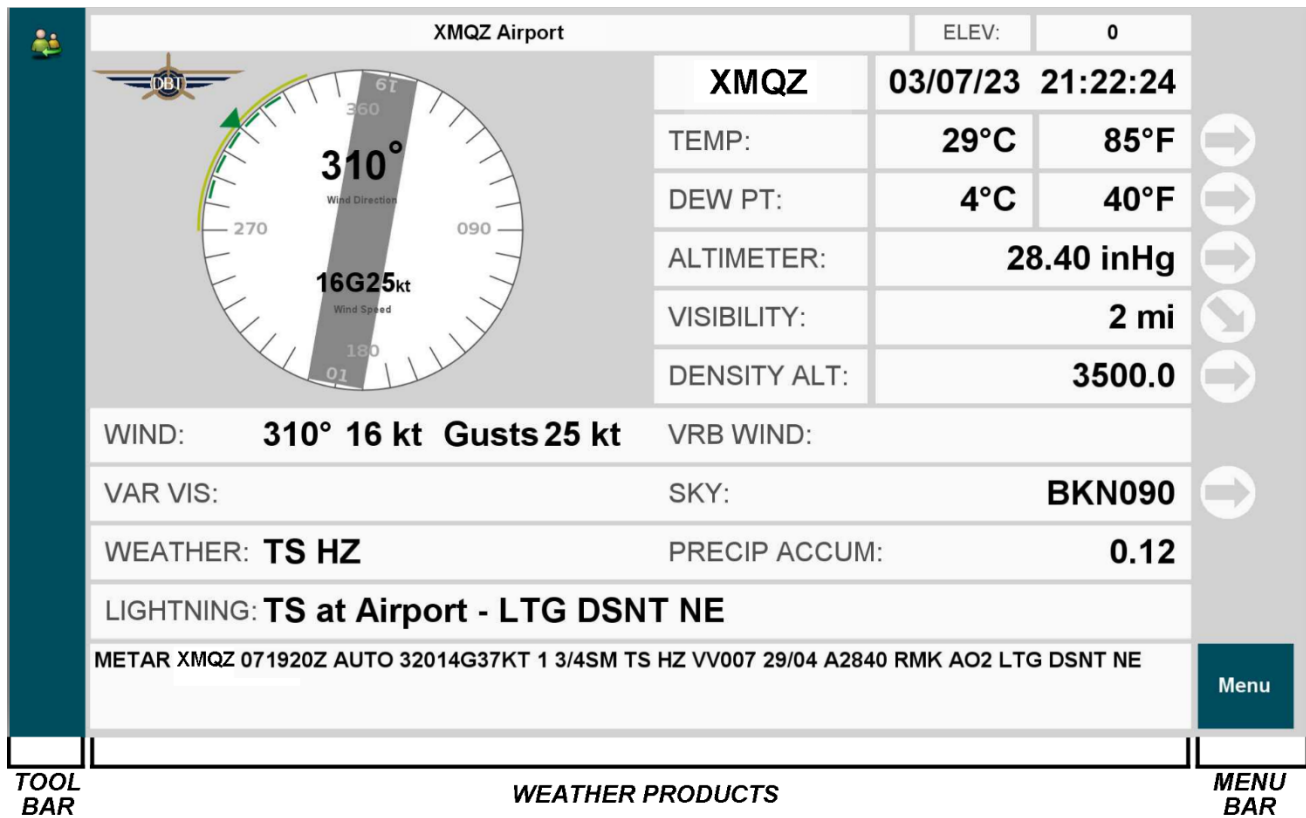 XMQZ Airport
ELEV: 0
DBT
XMQZ 03/07/23 21:22:24
19
360
310°
Wind Direction
270
090
16G25kt
Wind Speed
180
01
TEMP: 29°C 85°F
DEW PT: 4°C 40°F
ALTIMETER: 28.40 inHg
VISIBILITY: 2 mi
DENSITY ALT: 3500.0
WIND: 310° 16 kt Gusts 25 kt VRB WIND:
VAR VIS: SKY: BKN090
WEATHER: TS HZ PRECIP ACCUM: 0.12
LIGHTNING: TS at Airport - LTG DSNT NE
METAR XMQZ 071920Z AUTO 32014G37KT 1 3/4SM TS HZ VV007 29/04 A2840 RMK AO2 LTG DSNT NE
Menu
TOOL
BAR
WEATHER PRODUCTS
MENU
BAR